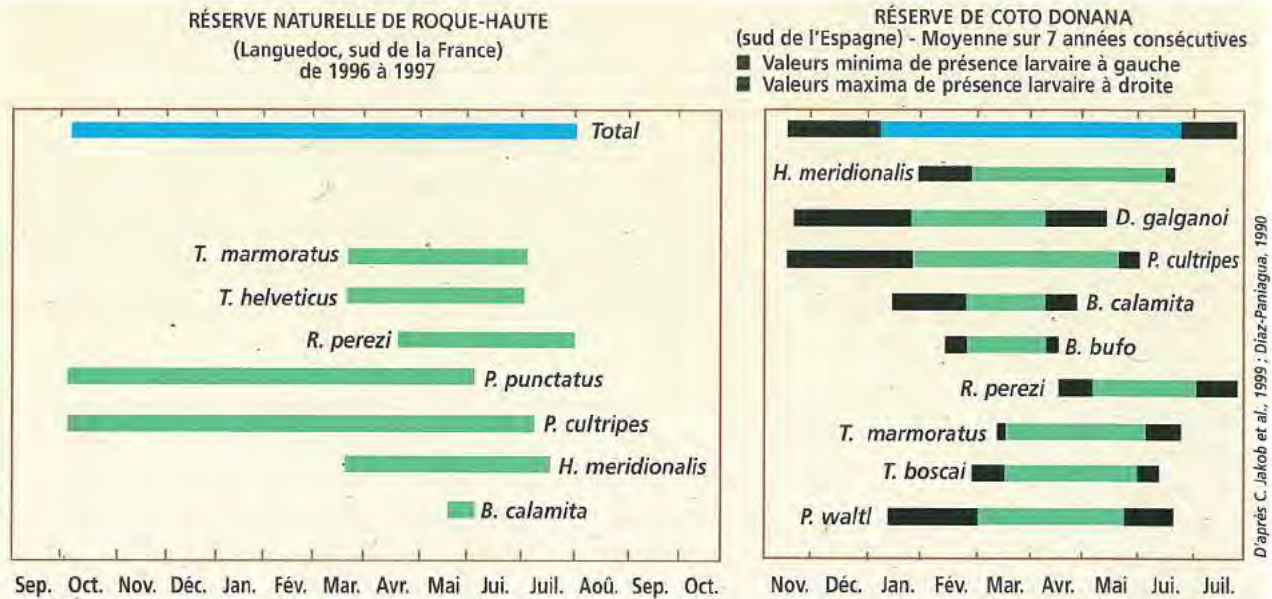 RÉSERVE NATURELLE DE ROQUE-HAUTE
(Languedoc, sud de la France)
de 1996 à 1997
Total
T. marmoratus
T. helveticus
R. perezi
P. punctatus
P. cultripes
H. meridionalis
B. calamita
Sep. Oct. Nov. Déc. Jan. Fév. Mar. Avr. Mai Jui. Juil. Aoû. Sep. Oct.
RÉSERVE DE COTO DONANA
(sud de l'Espagne) - Moyenne sur 7 années consécutives
Valeurs minima de présence larvaire à gauche
Valeurs maxima de présence larvaire à droite
H. meridionalis
D. galganoi
P. cultripes
B. calamita
B. bufo
R. perezi
T. marmoratus
T. boscai
P. waltl
Nov. Déc. Jan. Fév. Mar. Avr. Mai Jui. Juil.
D'après C. Jakob et al., 1999 ; Diaz-Paniagua, 1990